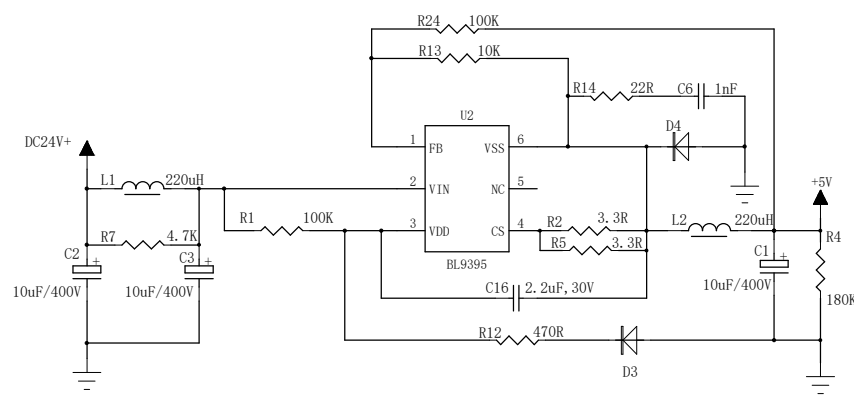 R24 100K
R13 10K
R14 22R C6 1nF
U2
D4
DC24V+
1 FB VSS 6
L1 220uH
2 VIN NC 5
+5V
R1 100K
3 VDD CS 4
R2 3.3R
L2 220uH
R7 4.7K
R5 3.3R
R4
C2 + C3 +
BL9395
C1 +
10uF/400V 10uF/400V
C16 2.2uF,30V
10uF/400V
180K
R12 470R
D3